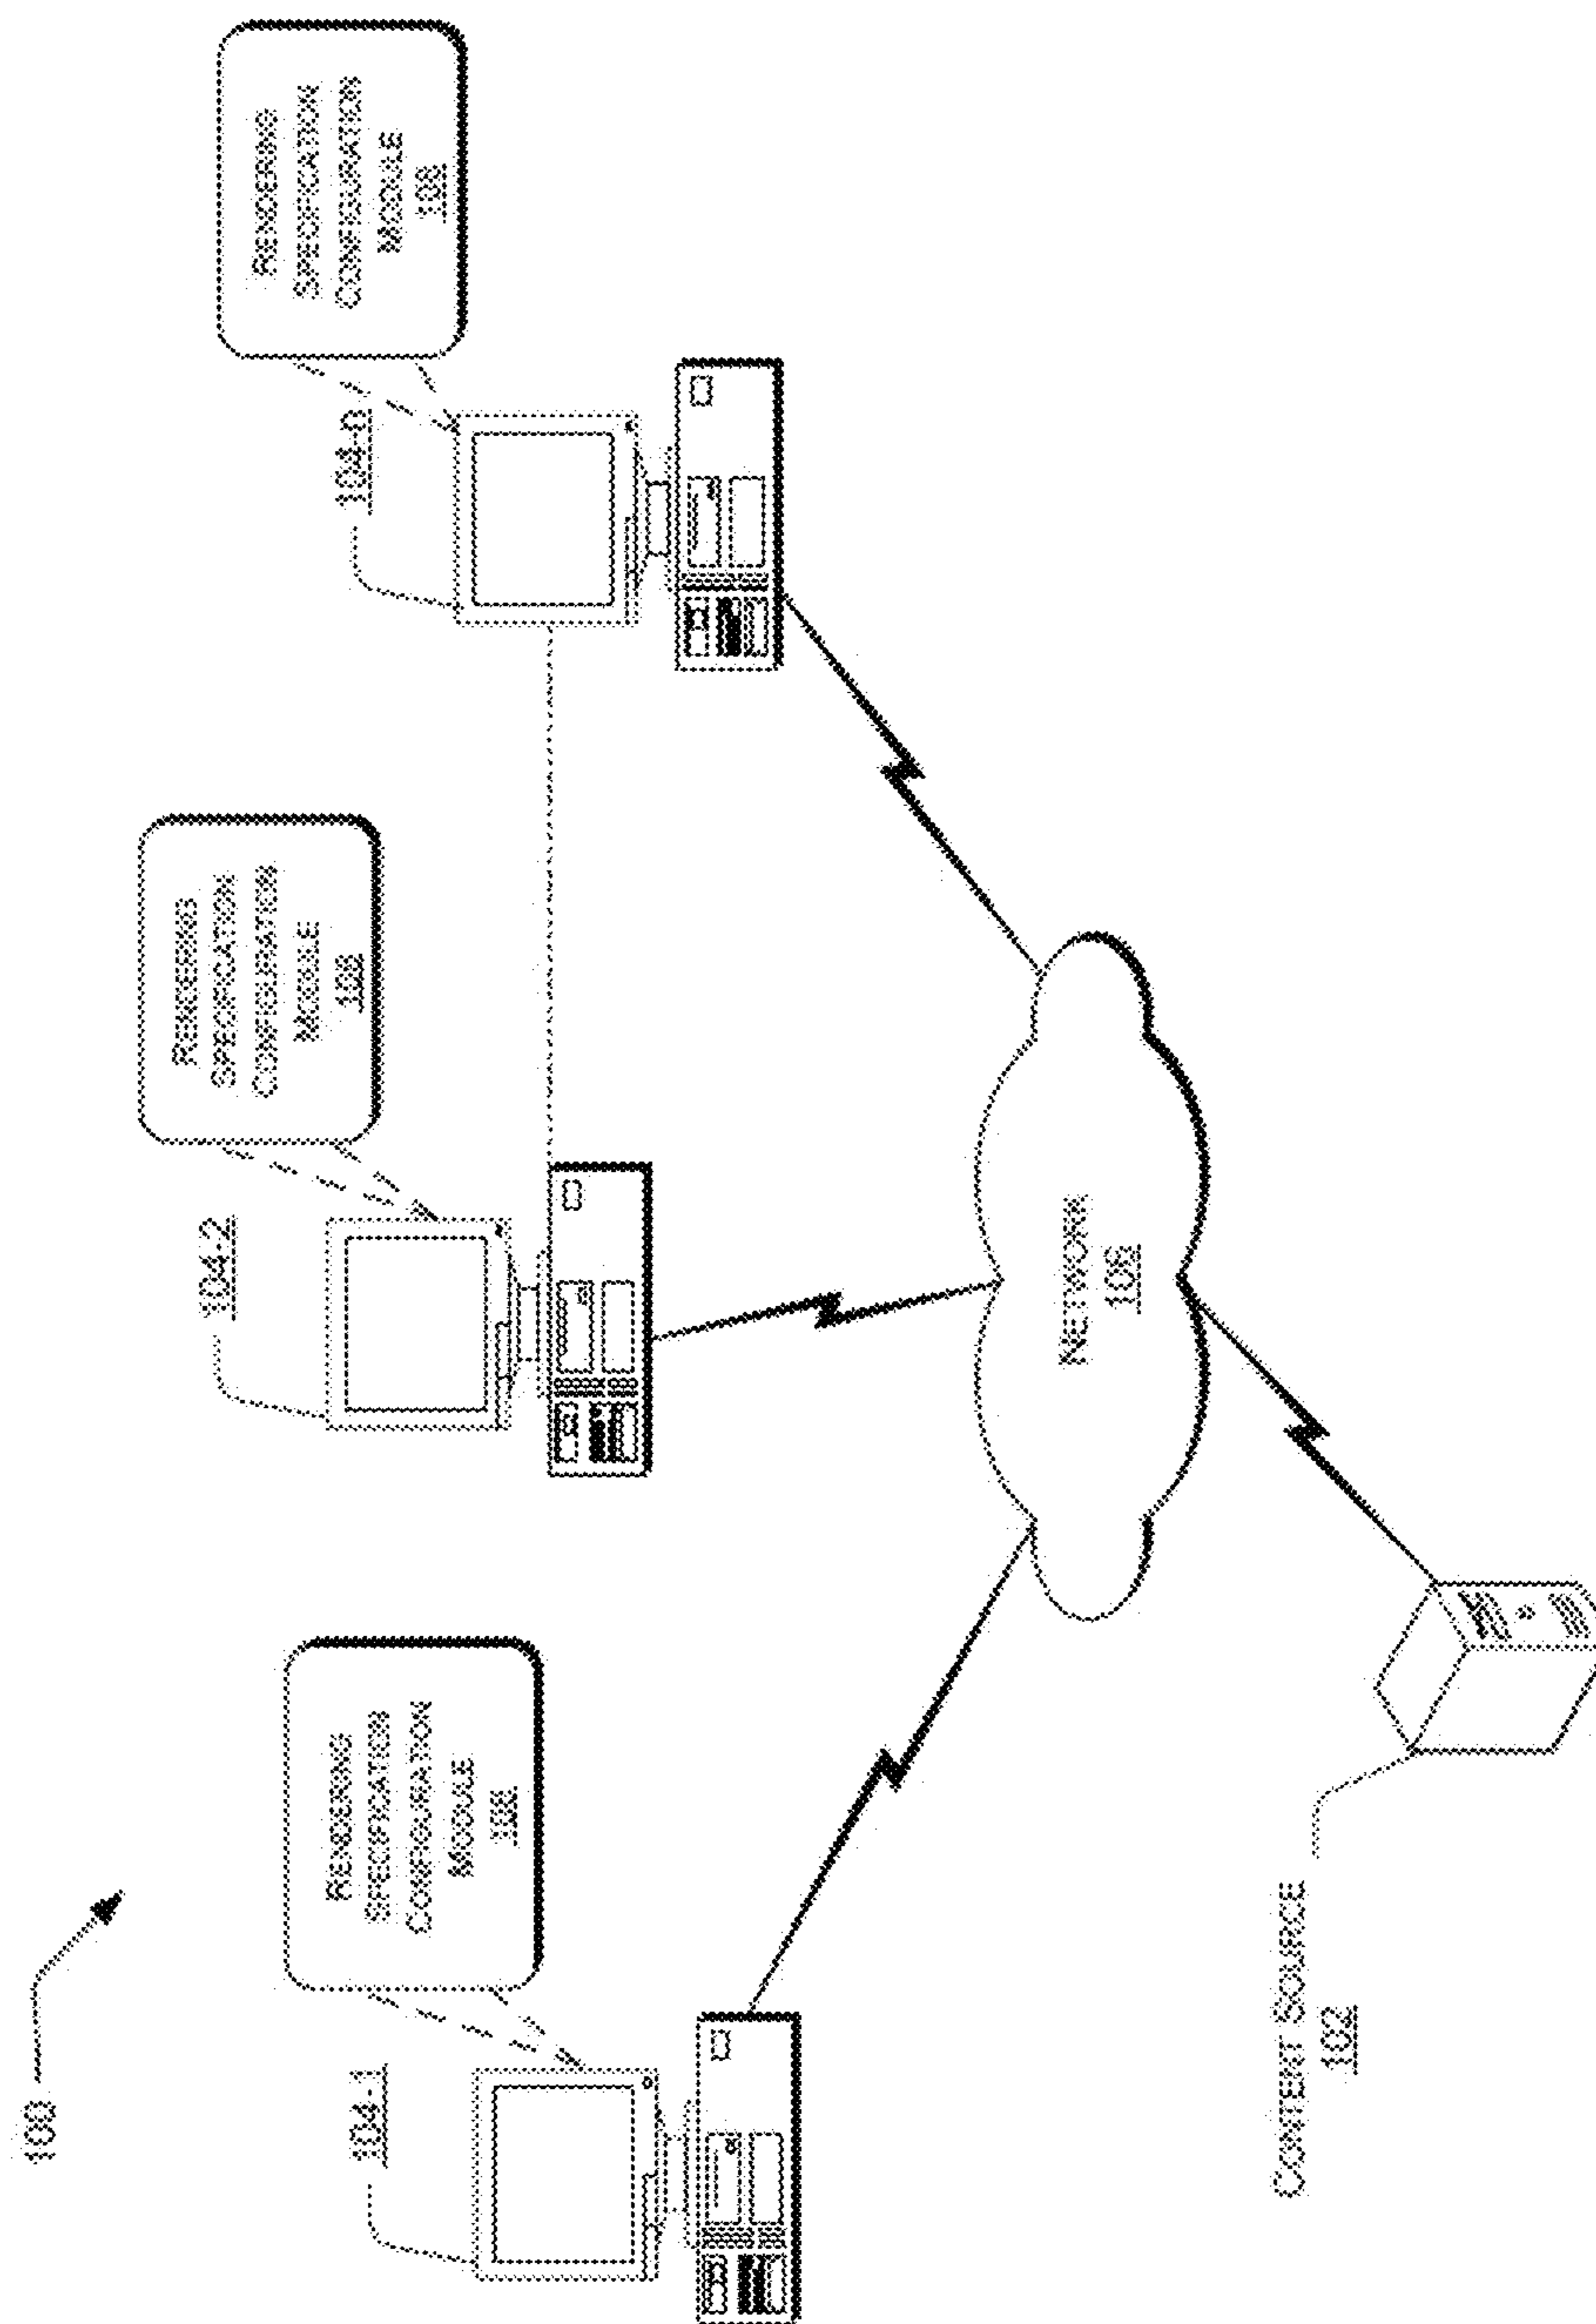 100
104-1
RENDERING
SPECIFICATION
CONFIGURATION
MODULE
108
104-2
RENDERING
SPECIFICATION
CONFIGURATION
MODULE
108
104-n
RENDERING
SPECIFICATION
CONFIGURATION
MODULE
108
NETWORK
106
CONTENT SOURCE
102